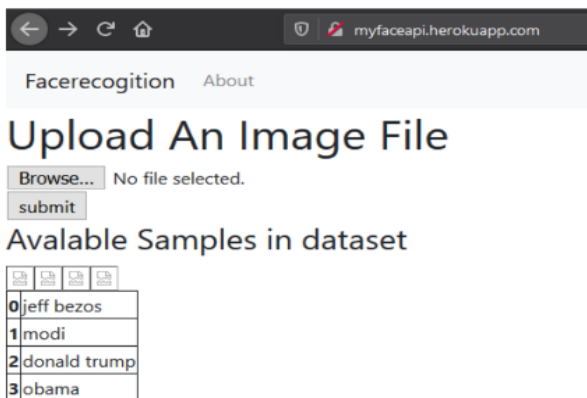 myfaceapi.herokuapp.com
Facerecogition About
Upload An Image File
Browse... No file selected.
submit
Avalable Samples in dataset
0 jeff bezos
1 modi
2 donald trump
3 obama